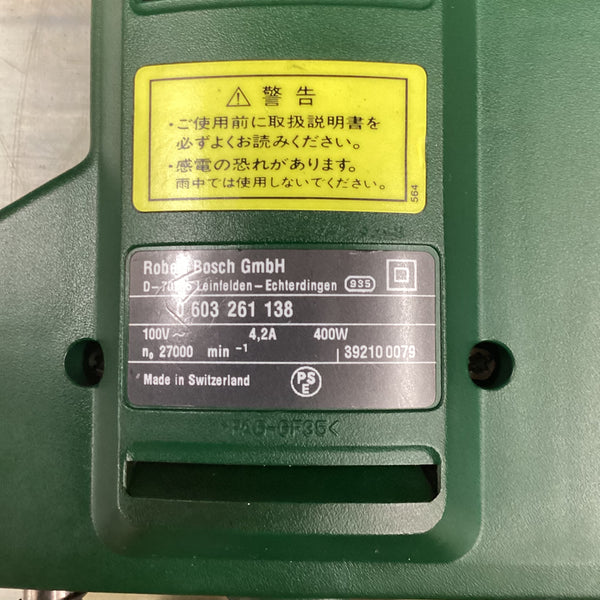 ⚠ 警告
・ご使用前に取扱説明書を
必ずよくお読みください。
・感電の恐れがあります。
雨中では使用しないでください。
564
Robert Bosch GmbH
Leinfelden-Echterdingen 935
0 603 261 138
100V ~ 4,2A 400W
n₀ 27000 min⁻¹ 39210 0079
Made in Switzerland PSE